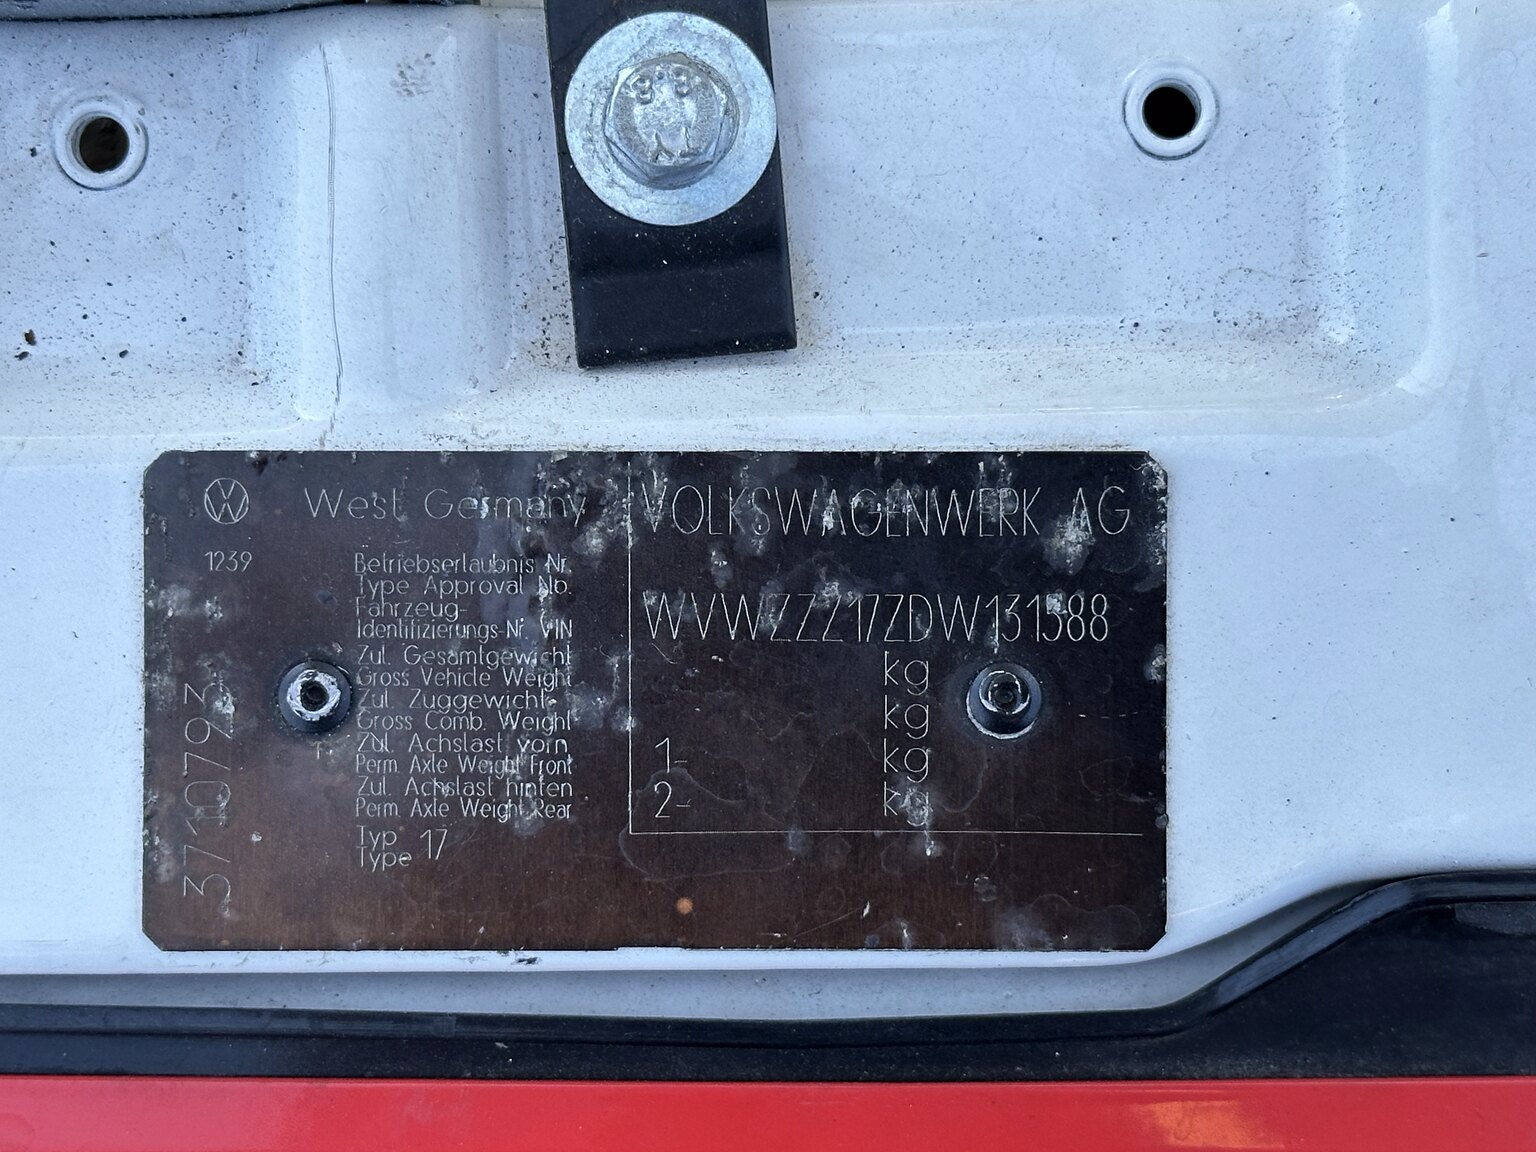 8.8
West Germany
VOLKSWAGENWERK AG
1239
Betriebserlaubnis Nr.
Type Approval No.
Fahrzeug-
Identifizierungs-Nr. VIN
WVWZZZ17ZDW131588
Zul. Gesamtgewicht
Gross Vehicle Weight
kg
Zul. Zuggewicht
Gross Comb. Weight
kg
Zul. Achslast vorn
Perm. Axle Weight Front
1- kg
Zul. Achslast hinten
Perm. Axle Weight Rear
2- kg
Typ
Type 17
3710793